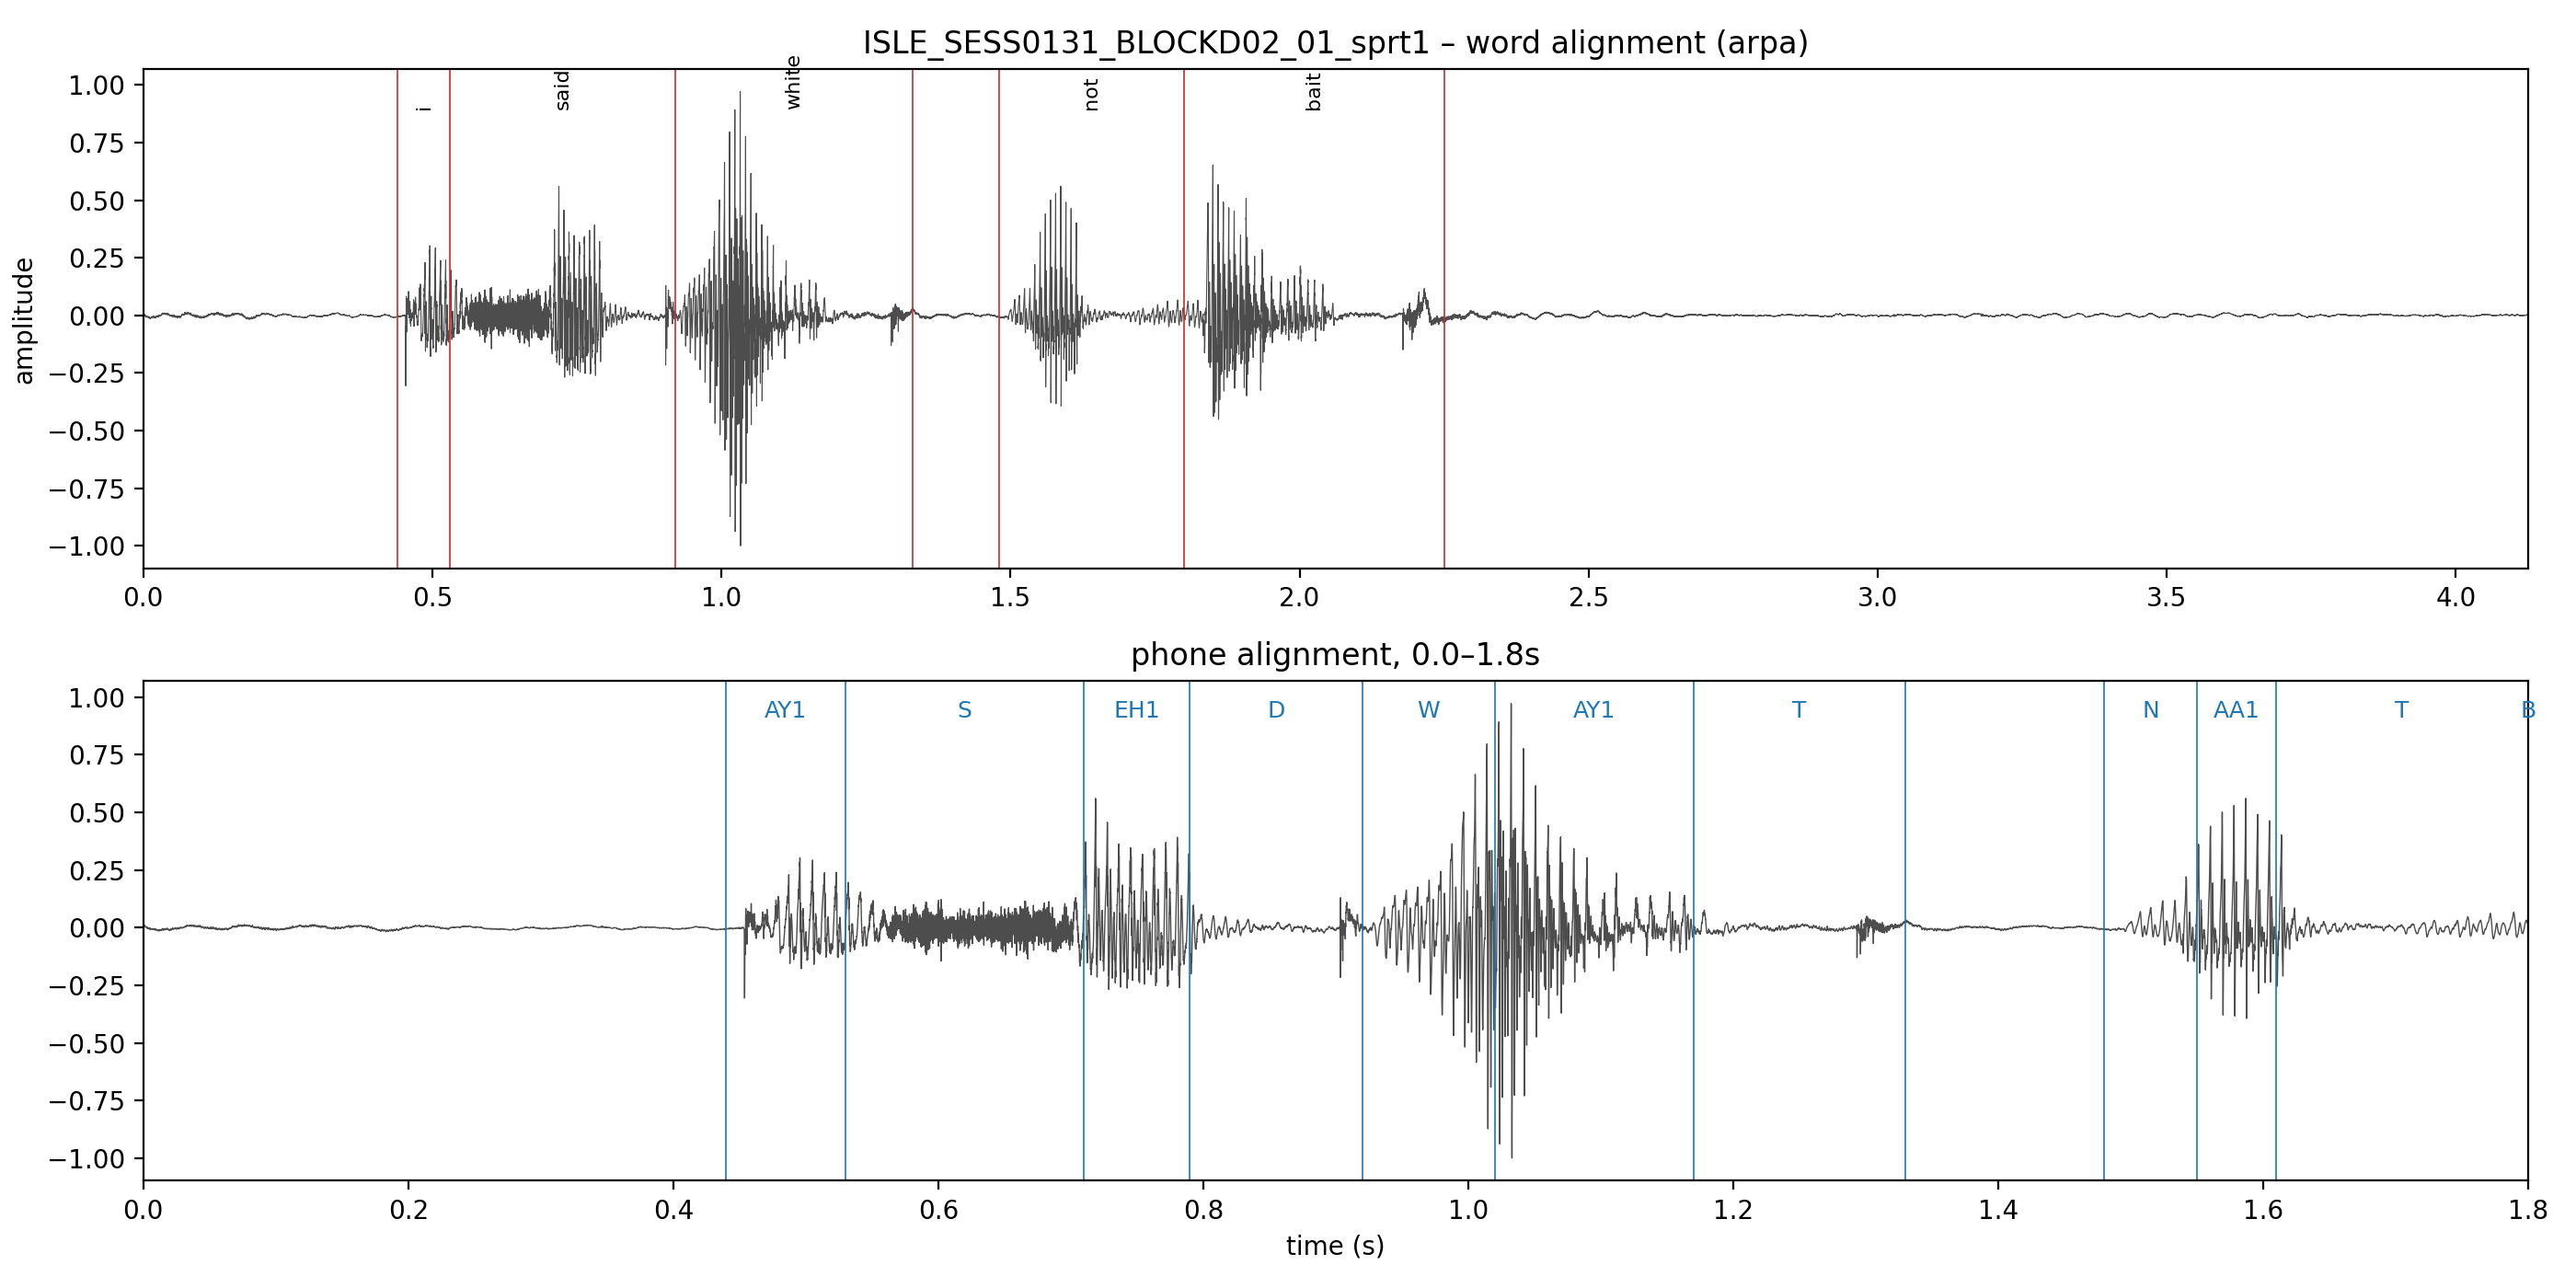 ISLE_SESS0131_BLOCKD02_01_sprt1 – word alignment (arpa)
i said white not bait
1.00
0.75
0.50
0.25
0.00
−0.25
−0.50
−0.75
−1.00
amplitude
0.0 0.5 1.0 1.5 2.0 2.5 3.0 3.5 4.0
phone alignment, 0.0–1.8s
AY1 S EH1 D W AY1 T N AA1 T B
1.00
0.75
0.50
0.25
0.00
−0.25
−0.50
−0.75
−1.00
0.0 0.2 0.4 0.6 0.8 1.0 1.2 1.4 1.6 1.8
time (s)